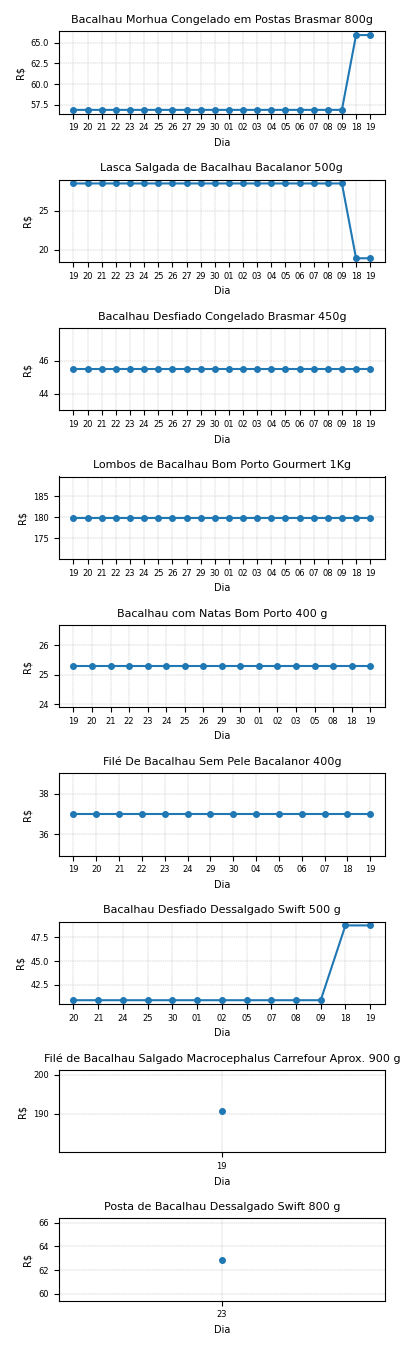 Bacalhau Morhua Congelado em Postas Brasmar 800g
65.0
62.5
60.0
57.5
R$
19 20 21 22 23 24 25 26 27 29 30 01 02 03 04 05 06 07 08 09 18 19
Dia
Lasca Salgada de Bacalhau Bacalanor 500g
25
20
R$
19 20 21 22 23 24 25 26 27 29 30 01 02 03 04 05 06 07 08 09 18 19
Dia
Bacalhau Desfiado Congelado Brasmar 450g
46
44
R$
19 20 21 22 23 24 25 26 27 29 30 01 02 03 04 05 06 07 08 09 18 19
Dia
Lombos de Bacalhau Bom Porto Gourmert 1Kg
185
180
175
R$
19 20 21 22 23 24 25 26 27 29 30 01 02 03 04 05 06 07 08 09 18 19
Dia
Bacalhau com Natas Bom Porto 400 g
26
25
24
R$
19 20 21 22 23 24 25 26 29 30 01 02 03 05 08 18 19
Dia
Filé De Bacalhau Sem Pele Bacalanor 400g
38
36
R$
19 20 21 22 23 24 29 30 04 05 06 07 18 19
Dia
Bacalhau Desfiado Dessalgado Swift 500 g
47.5
45.0
42.5
R$
20 21 24 25 30 01 02 05 07 08 09 18 19
Dia
Filé de Bacalhau Salgado Macrocephalus Carrefour Aprox. 900 g
200
190
R$
19
Dia
Posta de Bacalhau Dessalgado Swift 800 g
66
64
62
60
R$
23
Dia